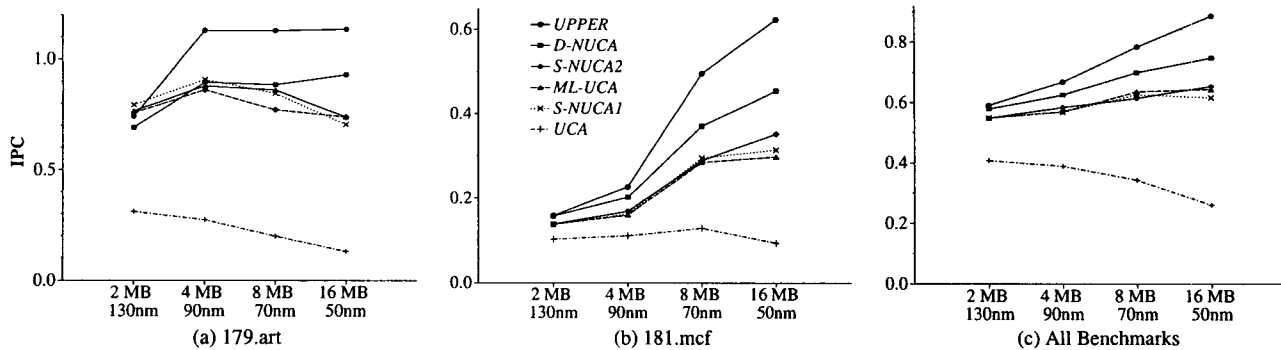 IPC
1.0
0.5
0.0
2 MB
130nm
4 MB
90nm
8 MB
70nm
16 MB
50nm
(a) 179.art
0.6
0.4
0.2
0.0
UPPER
D-NUCA
S-NUCA2
ML-UCA
S-NUCA1
UCA
2 MB
130nm
4 MB
90nm
8 MB
70nm
16 MB
50nm
(b) 181.mcf
0.8
0.6
0.4
0.2
0.0
2 MB
130nm
4 MB
90nm
8 MB
70nm
16 MB
50nm
(c) All Benchmarks